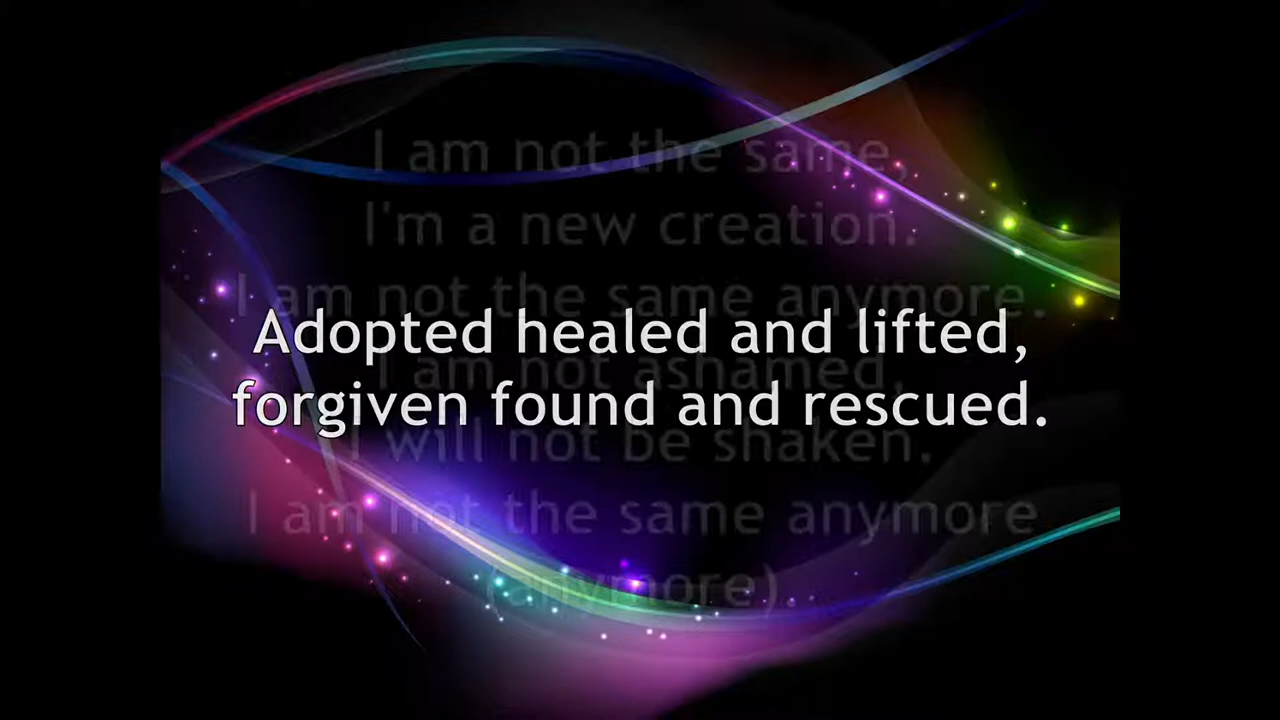 I am not the same,
I'm a new creation.
I am not the same anymore.
Adopted healed and lifted,
I am not ashamed,
forgiven found and rescued.
I will not be shaken.
I am not the same anymore
(anymore).